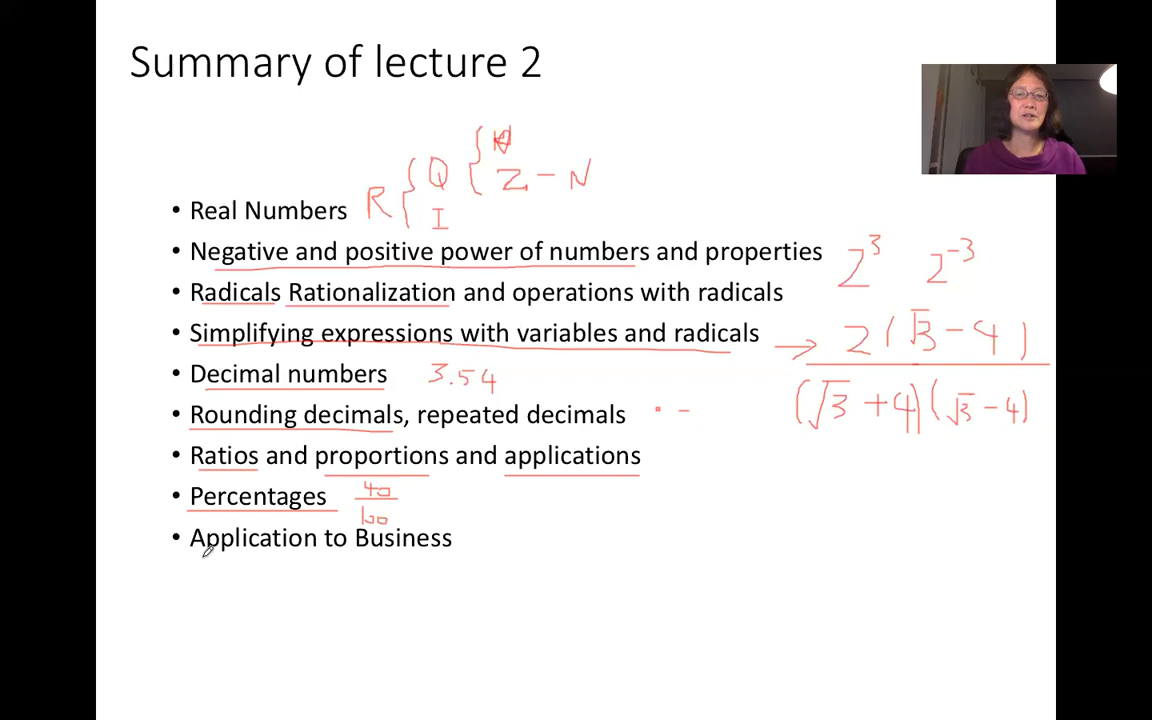 Summary of lecture 2
R { Q { Z - N
I
• Real Numbers
• Negative and positive power of numbers and properties 2³ 2⁻³
• Radicals Rationalization and operations with radicals
• Simplifying expressions with variables and radicals → 2(√3 - 4)
(√3 + 4)(√3 - 4)
• Decimal numbers 3.54
• Rounding decimals, repeated decimals
• Ratios and proportions and applications
• Percentages 40/100
• Application to Business